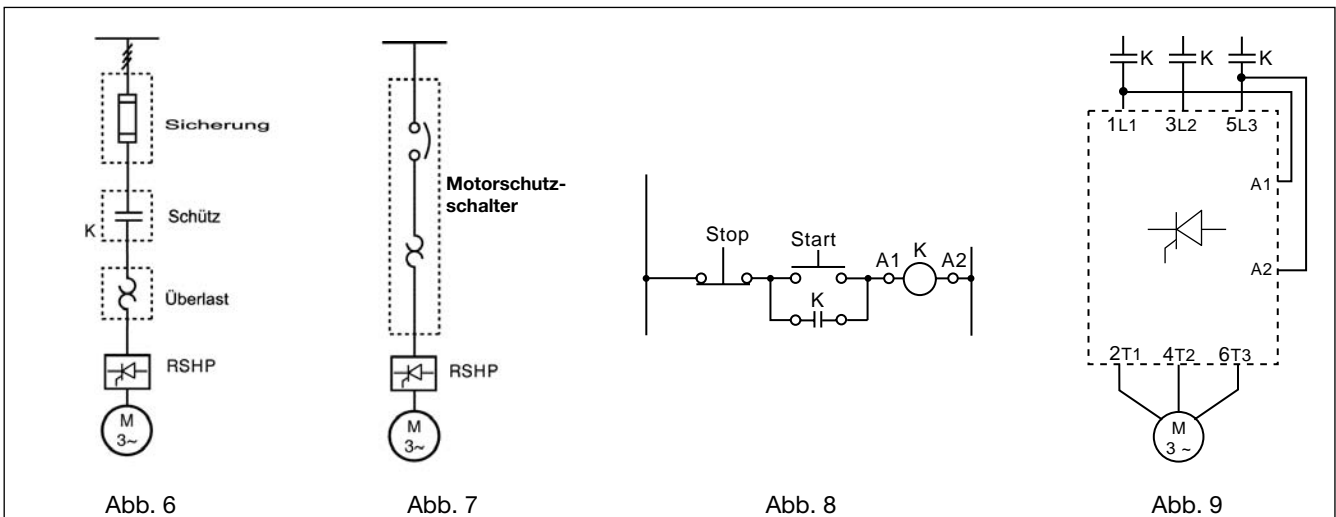 Sicherung
K
Schütz
Überlast
RSHP
M
3~
Abb. 6
Motorschutz-
schalter
RSHP
M
3~
Abb. 7
Stop
Start
A1
K
A2
K
Abb. 8
K
K
K
1L1
3L2
5L3
A1
A2
2T1
4T2
6T3
M
3 ~
Abb. 9